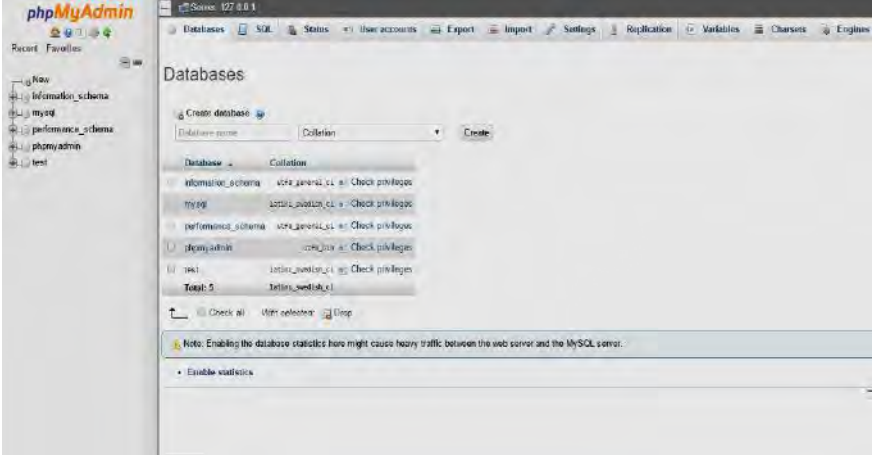 phpMyAdmin
Recent Favorites
New
information_schema
mysql
performance_schema
phpmyadmin
test
Server: 127.0.0.1
Databases SQL Status User accounts Export Import Settings Replication Variables Charsets Engines
Databases
Create database
Database name Collation Create
Database Collation
information_schema utf8_general_ci Check privileges
mysql latin1_swedish_ci Check privileges
performance_schema utf8_general_ci Check privileges
phpmyadmin utf8_bin Check privileges
test latin1_swedish_ci Check privileges
Total: 5 latin1_swedish_ci
Check all With selected: Drop
Note: Enabling the database statistics here might cause heavy traffic between the web server and the MySQL server.
• Enable statistics